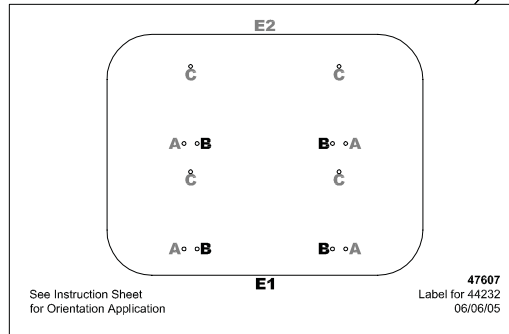 E2
C C
A B B A
C C
A B B A
E1
See Instruction Sheet
for Orientation Application
47607
Label for 44232
06/06/05